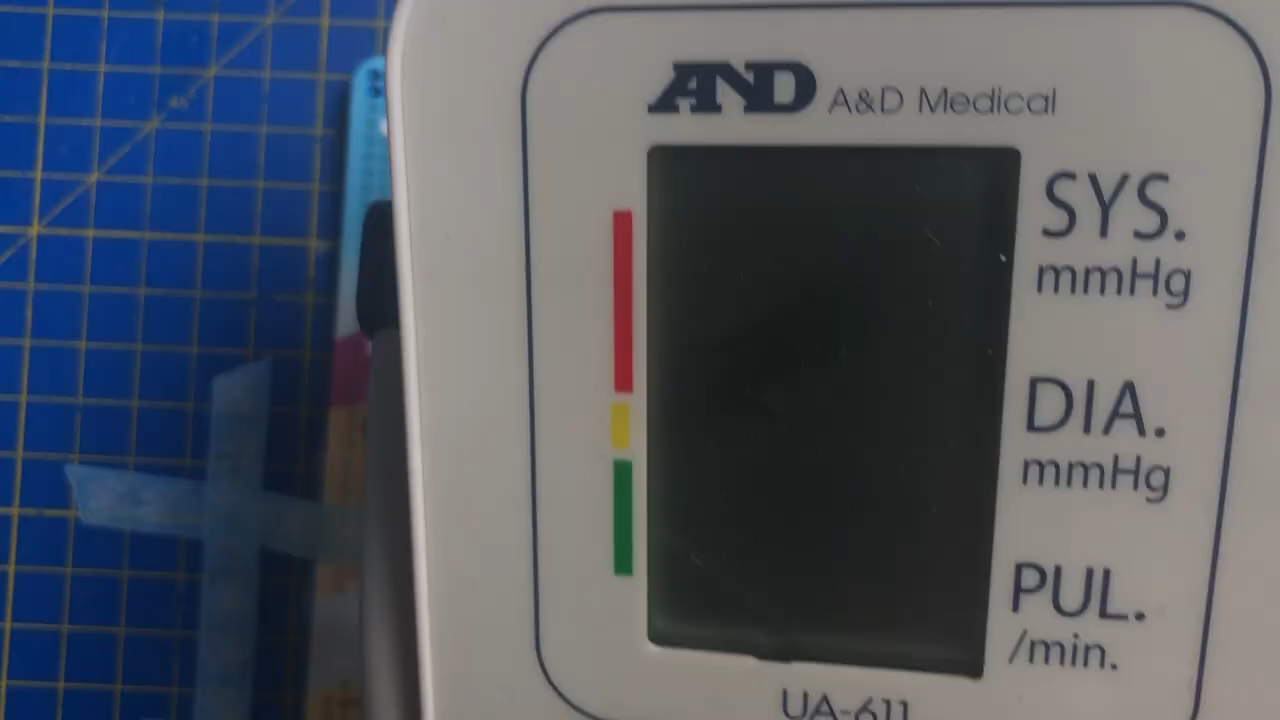 AND A&D Medical
SYS.
mmHg
DIA.
mmHg
PUL.
/min.
UA-611